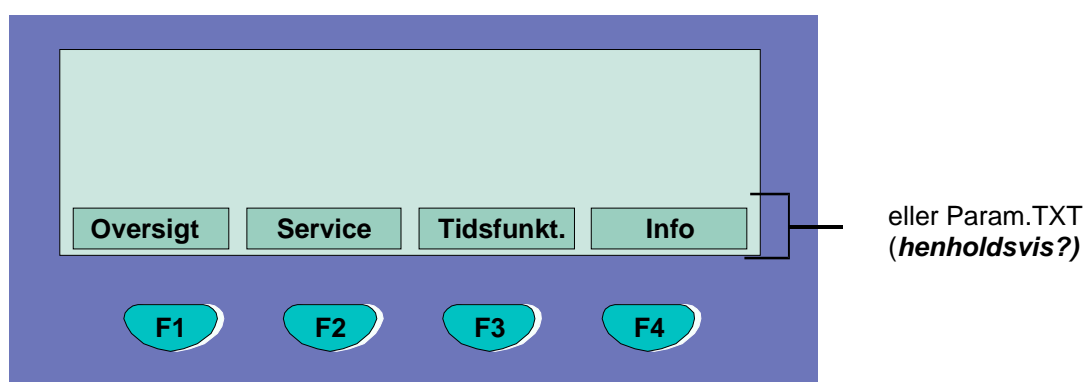 Oversigt Service Tidsfunkt. Info
eller Param.TXT
(henholdsvis?)
F1 F2 F3 F4